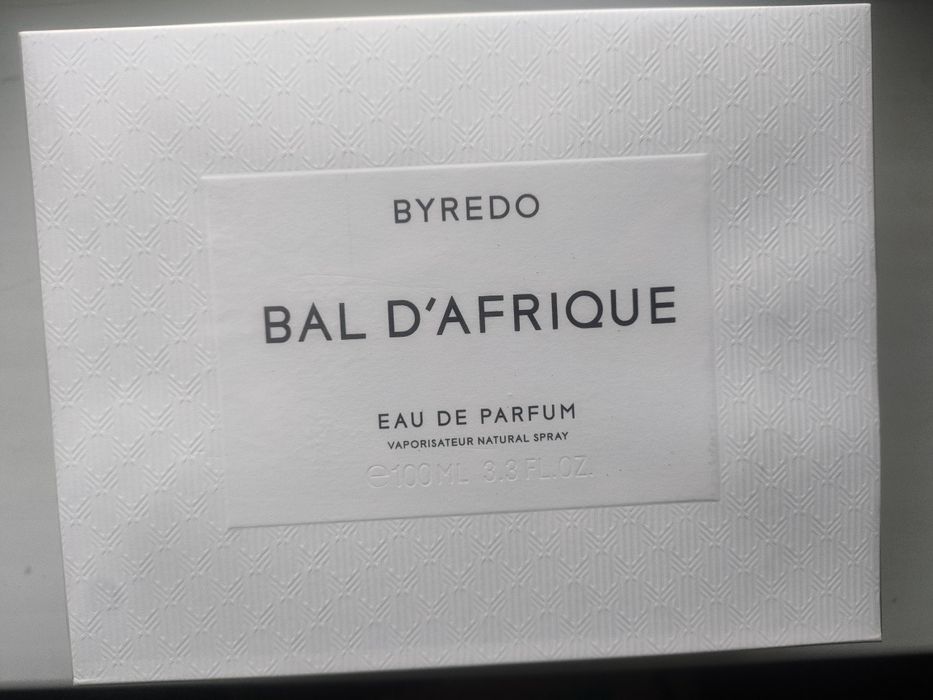 BYREDO
BAL D'AFRIQUE
EAU DE PARFUM
VAPORISATEUR NATURAL SPRAY
℮100ML 3.3 FL.OZ.